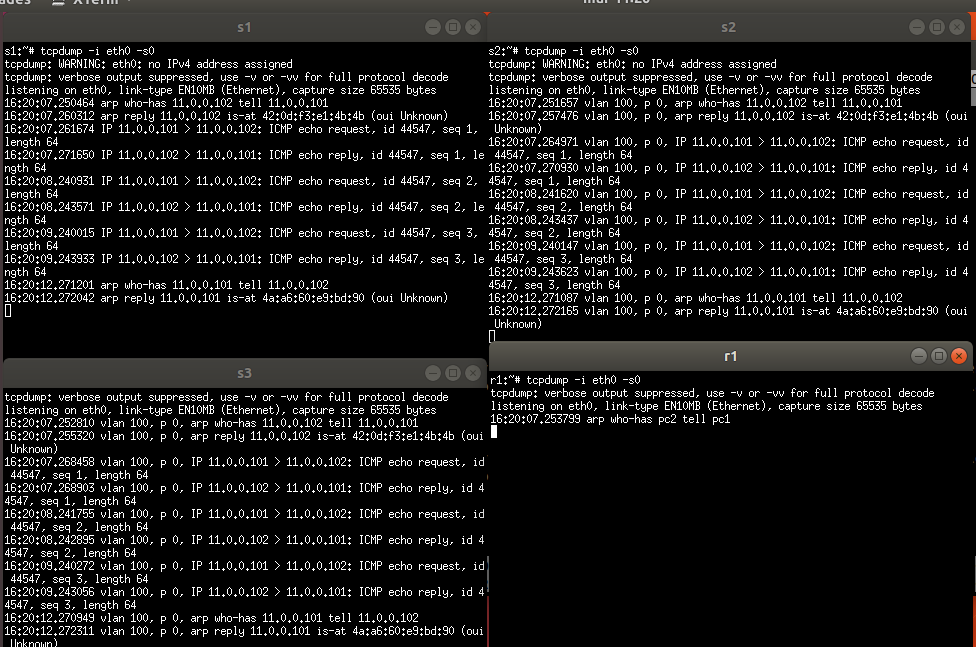 XTerm
s1
s1:~# tcpdump -i eth0 -s0
tcpdump: WARNING: eth0: no IPv4 address assigned
tcpdump: verbose output suppressed, use -v or -vv for full protocol decode
listening on eth0, link-type EN10MB (Ethernet), capture size 65535 bytes
16:20:07.250464 arp who-has 11.0.0.102 tell 11.0.0.101
16:20:07.260312 arp reply 11.0.0.102 is-at 42:0d:f3:e1:4b:4b (oui Unknown)
16:20:07.261674 IP 11.0.0.101 > 11.0.0.102: ICMP echo request, id 44547, seq 1,
length 64
16:20:07.271650 IP 11.0.0.102 > 11.0.0.101: ICMP echo reply, id 44547, seq 1, le
ngth 64
16:20:08.240931 IP 11.0.0.101 > 11.0.0.102: ICMP echo request, id 44547, seq 2,
length 64
16:20:08.243571 IP 11.0.0.102 > 11.0.0.101: ICMP echo reply, id 44547, seq 2, le
ngth 64
16:20:09.240015 IP 11.0.0.101 > 11.0.0.102: ICMP echo request, id 44547, seq 3,
length 64
16:20:09.243933 IP 11.0.0.102 > 11.0.0.101: ICMP echo reply, id 44547, seq 3, le
ngth 64
16:20:12.271201 arp who-has 11.0.0.101 tell 11.0.0.102
16:20:12.272042 arp reply 11.0.0.101 is-at 4a:a6:60:e9:bd:90 (oui Unknown)
s2
s2:~# tcpdump -i eth0 -s0
tcpdump: WARNING: eth0: no IPv4 address assigned
tcpdump: verbose output suppressed, use -v or -vv for full protocol decode
listening on eth0, link-type EN10MB (Ethernet), capture size 65535 bytes
16:20:07.251657 vlan 100, p 0, arp who-has 11.0.0.102 tell 11.0.0.101
16:20:07.257476 vlan 100, p 0, arp reply 11.0.0.102 is-at 42:0d:f3:e1:4b:4b (oui
Unknown)
16:20:07.264971 vlan 100, p 0, IP 11.0.0.101 > 11.0.0.102: ICMP echo request, id
44547, seq 1, length 64
16:20:07.270930 vlan 100, p 0, IP 11.0.0.102 > 11.0.0.101: ICMP echo reply, id 4
4547, seq 1, length 64
16:20:08.241620 vlan 100, p 0, IP 11.0.0.101 > 11.0.0.102: ICMP echo request, id
44547, seq 2, length 64
16:20:08.243437 vlan 100, p 0, IP 11.0.0.102 > 11.0.0.101: ICMP echo reply, id 4
4547, seq 2, length 64
16:20:09.240147 vlan 100, p 0, IP 11.0.0.101 > 11.0.0.102: ICMP echo request, id
44547, seq 3, length 64
16:20:09.243623 vlan 100, p 0, IP 11.0.0.102 > 11.0.0.101: ICMP echo reply, id 4
4547, seq 3, length 64
16:20:12.271087 vlan 100, p 0, arp who-has 11.0.0.101 tell 11.0.0.102
16:20:12.272165 vlan 100, p 0, arp reply 11.0.0.101 is-at 4a:a6:60:e9:bd:90 (oui
Unknown)
s3
tcpdump: verbose output suppressed, use -v or -vv for full protocol decode
listening on eth0, link-type EN10MB (Ethernet), capture size 65535 bytes
16:20:07.252810 vlan 100, p 0, arp who-has 11.0.0.102 tell 11.0.0.101
16:20:07.255320 vlan 100, p 0, arp reply 11.0.0.102 is-at 42:0d:f3:e1:4b:4b (oui
Unknown)
16:20:07.268458 vlan 100, p 0, IP 11.0.0.101 > 11.0.0.102: ICMP echo request, id
44547, seq 1, length 64
16:20:07.268903 vlan 100, p 0, IP 11.0.0.102 > 11.0.0.101: ICMP echo reply, id 4
4547, seq 1, length 64
16:20:08.241755 vlan 100, p 0, IP 11.0.0.101 > 11.0.0.102: ICMP echo request, id
44547, seq 2, length 64
16:20:08.242895 vlan 100, p 0, IP 11.0.0.102 > 11.0.0.101: ICMP echo reply, id 4
4547, seq 2, length 64
16:20:09.240272 vlan 100, p 0, IP 11.0.0.101 > 11.0.0.102: ICMP echo request, id
44547, seq 3, length 64
16:20:09.243056 vlan 100, p 0, IP 11.0.0.102 > 11.0.0.101: ICMP echo reply, id 4
4547, seq 3, length 64
16:20:12.270949 vlan 100, p 0, arp who-has 11.0.0.101 tell 11.0.0.102
16:20:12.272311 vlan 100, p 0, arp reply 11.0.0.101 is-at 4a:a6:60:e9:bd:90 (oui
Unknown)
r1
r1:~# tcpdump -i eth0 -s0
tcpdump: verbose output suppressed, use -v or -vv for full protocol decode
listening on eth0, link-type EN10MB (Ethernet), capture size 65535 bytes
16:20:07.253799 arp who-has pc2 tell pc1